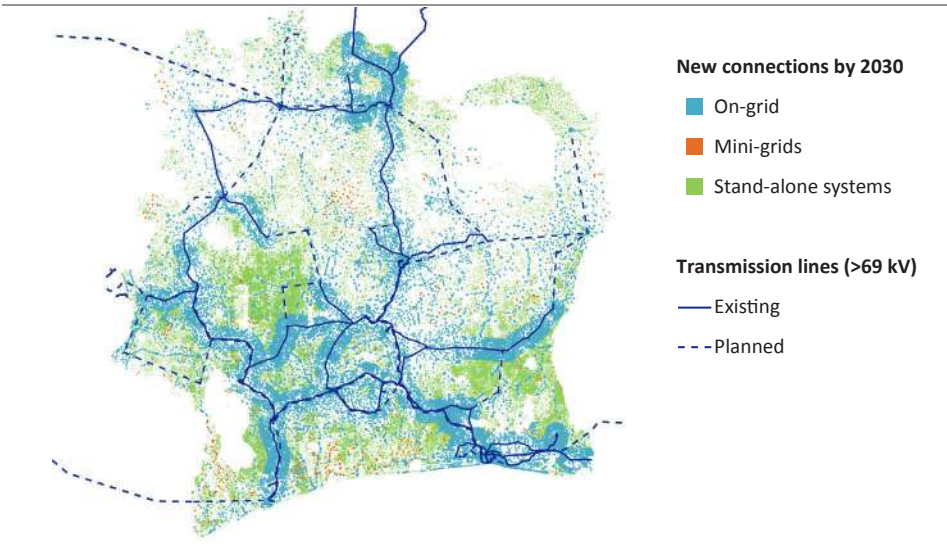 New connections by 2030
On-grid
Mini-grids
Stand-alone systems
Transmission lines (>69 kV)
Existing
Planned